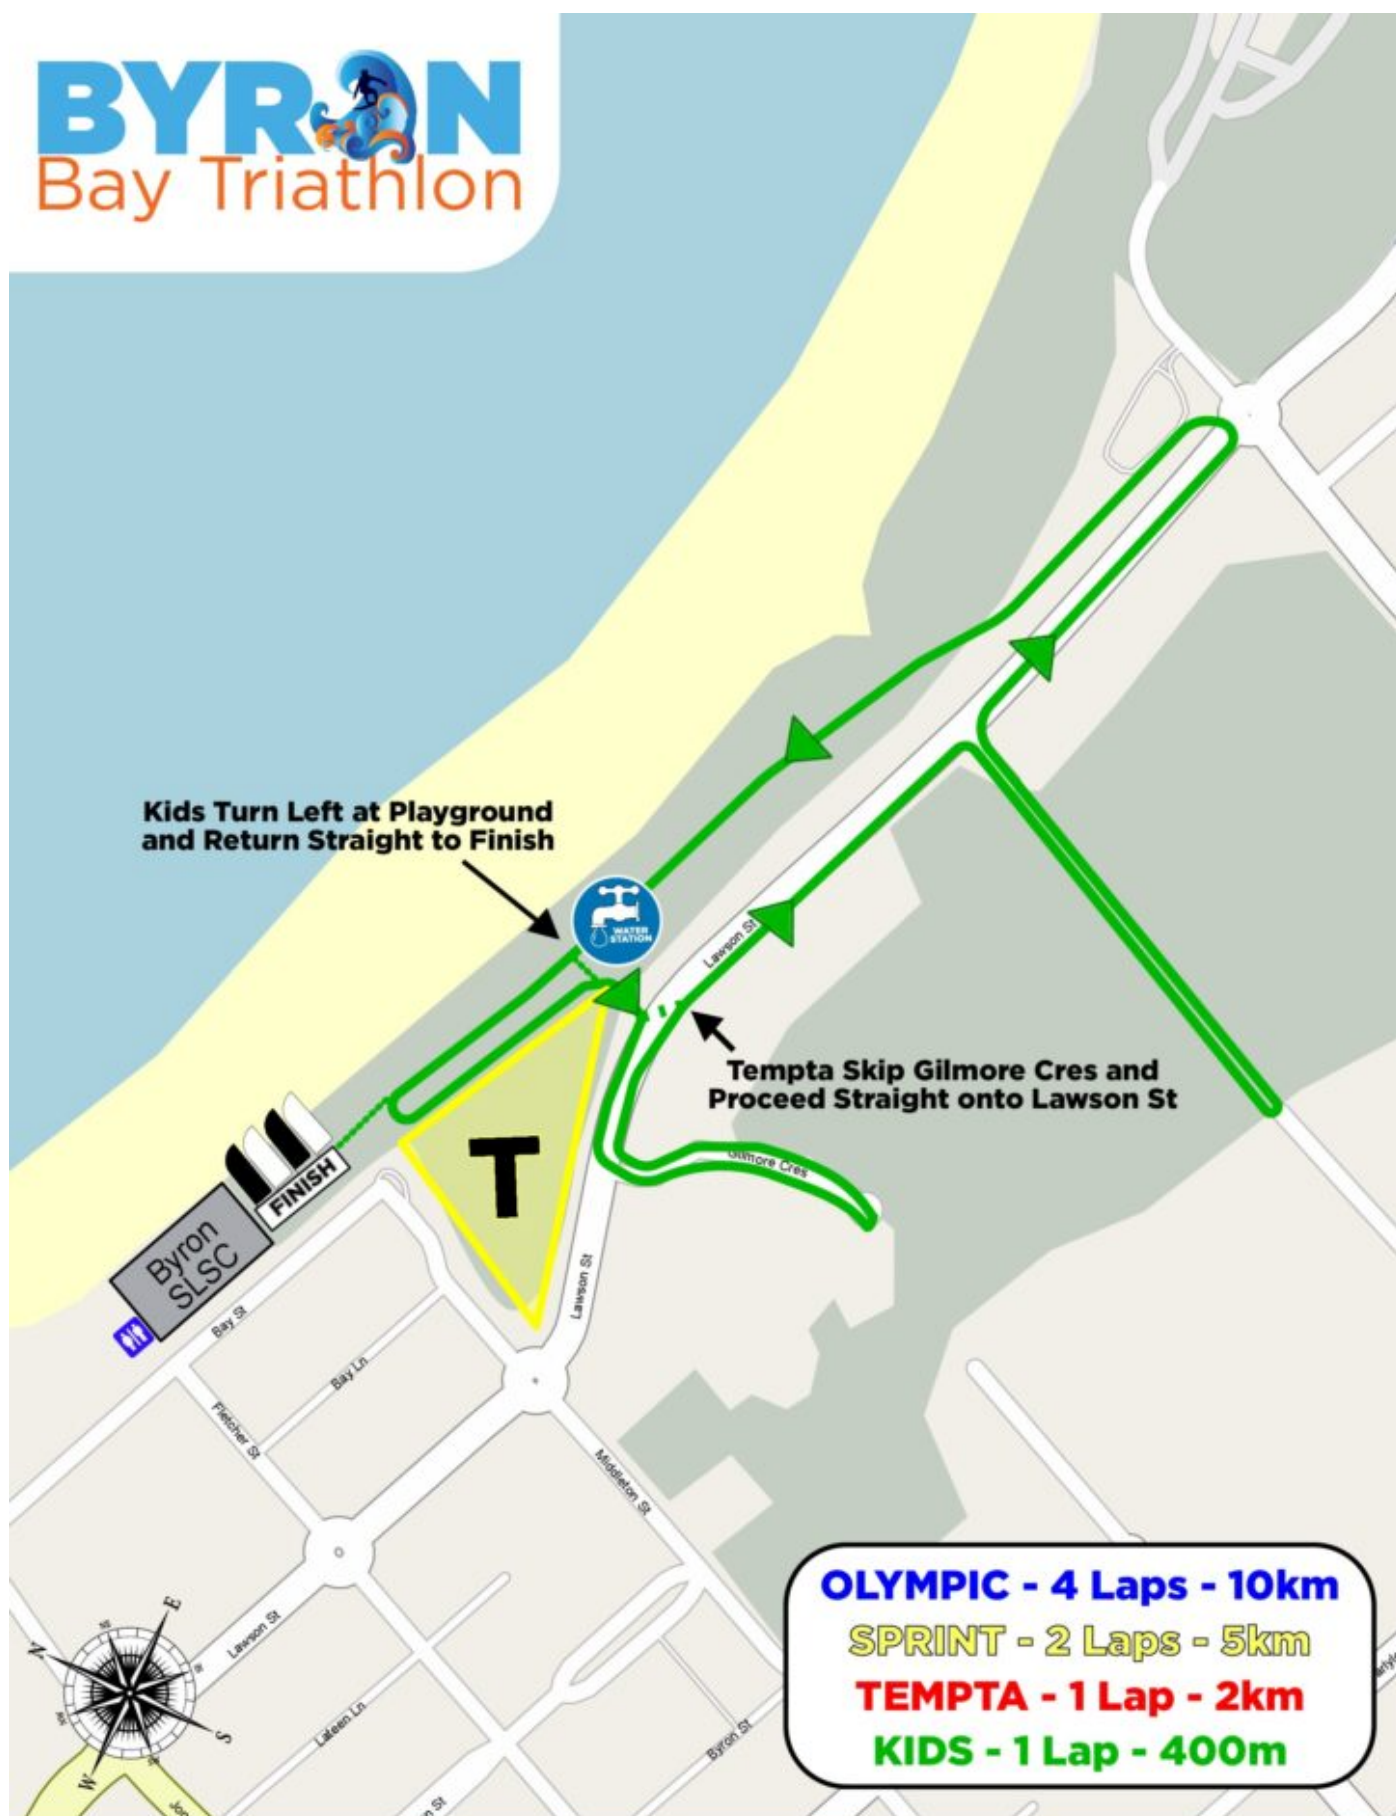 BYRON
Bay Triathlon
Kids Turn Left at Playground
and Return Straight to Finish
WATER
STATION
Lawson St
Tempta Skip Gilmore Cres and
Proceed Straight onto Lawson St
Gilmore Cres
T
FINISH
Byron
SLSC
Lawson St
Bay St
Bay Ln
Fletcher St
Middleton St
OLYMPIC - 4 Laps - 10km
SPRINT - 2 Laps - 5km
TEMPTA - 1 Lap - 2km
KIDS - 1 Lap - 400m
E
N
S
W
Lawson St
Lateen Ln
Byron St
n St